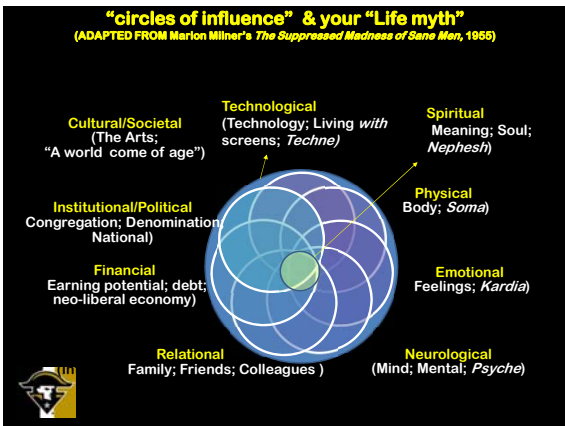 “circles of influence” & your “Life myth”
(ADAPTED FROM Marion Milner’s The Suppressed Madness of Sane Men, 1955)
Technological
(Technology; Living with
screens; Techne)
Spiritual
Meaning; Soul;
Nephesh)
Cultural/Societal
(The Arts;
“A world come of age”)
Physical
Body; Soma)
Institutional/Political
Congregation; Denomination;
National)
Financial
Earning potential; debt;
neo-liberal economy)
Emotional
Feelings; Kardia)
Relational
Family; Friends; Colleagues )
Neurological
(Mind; Mental; Psyche)
(In